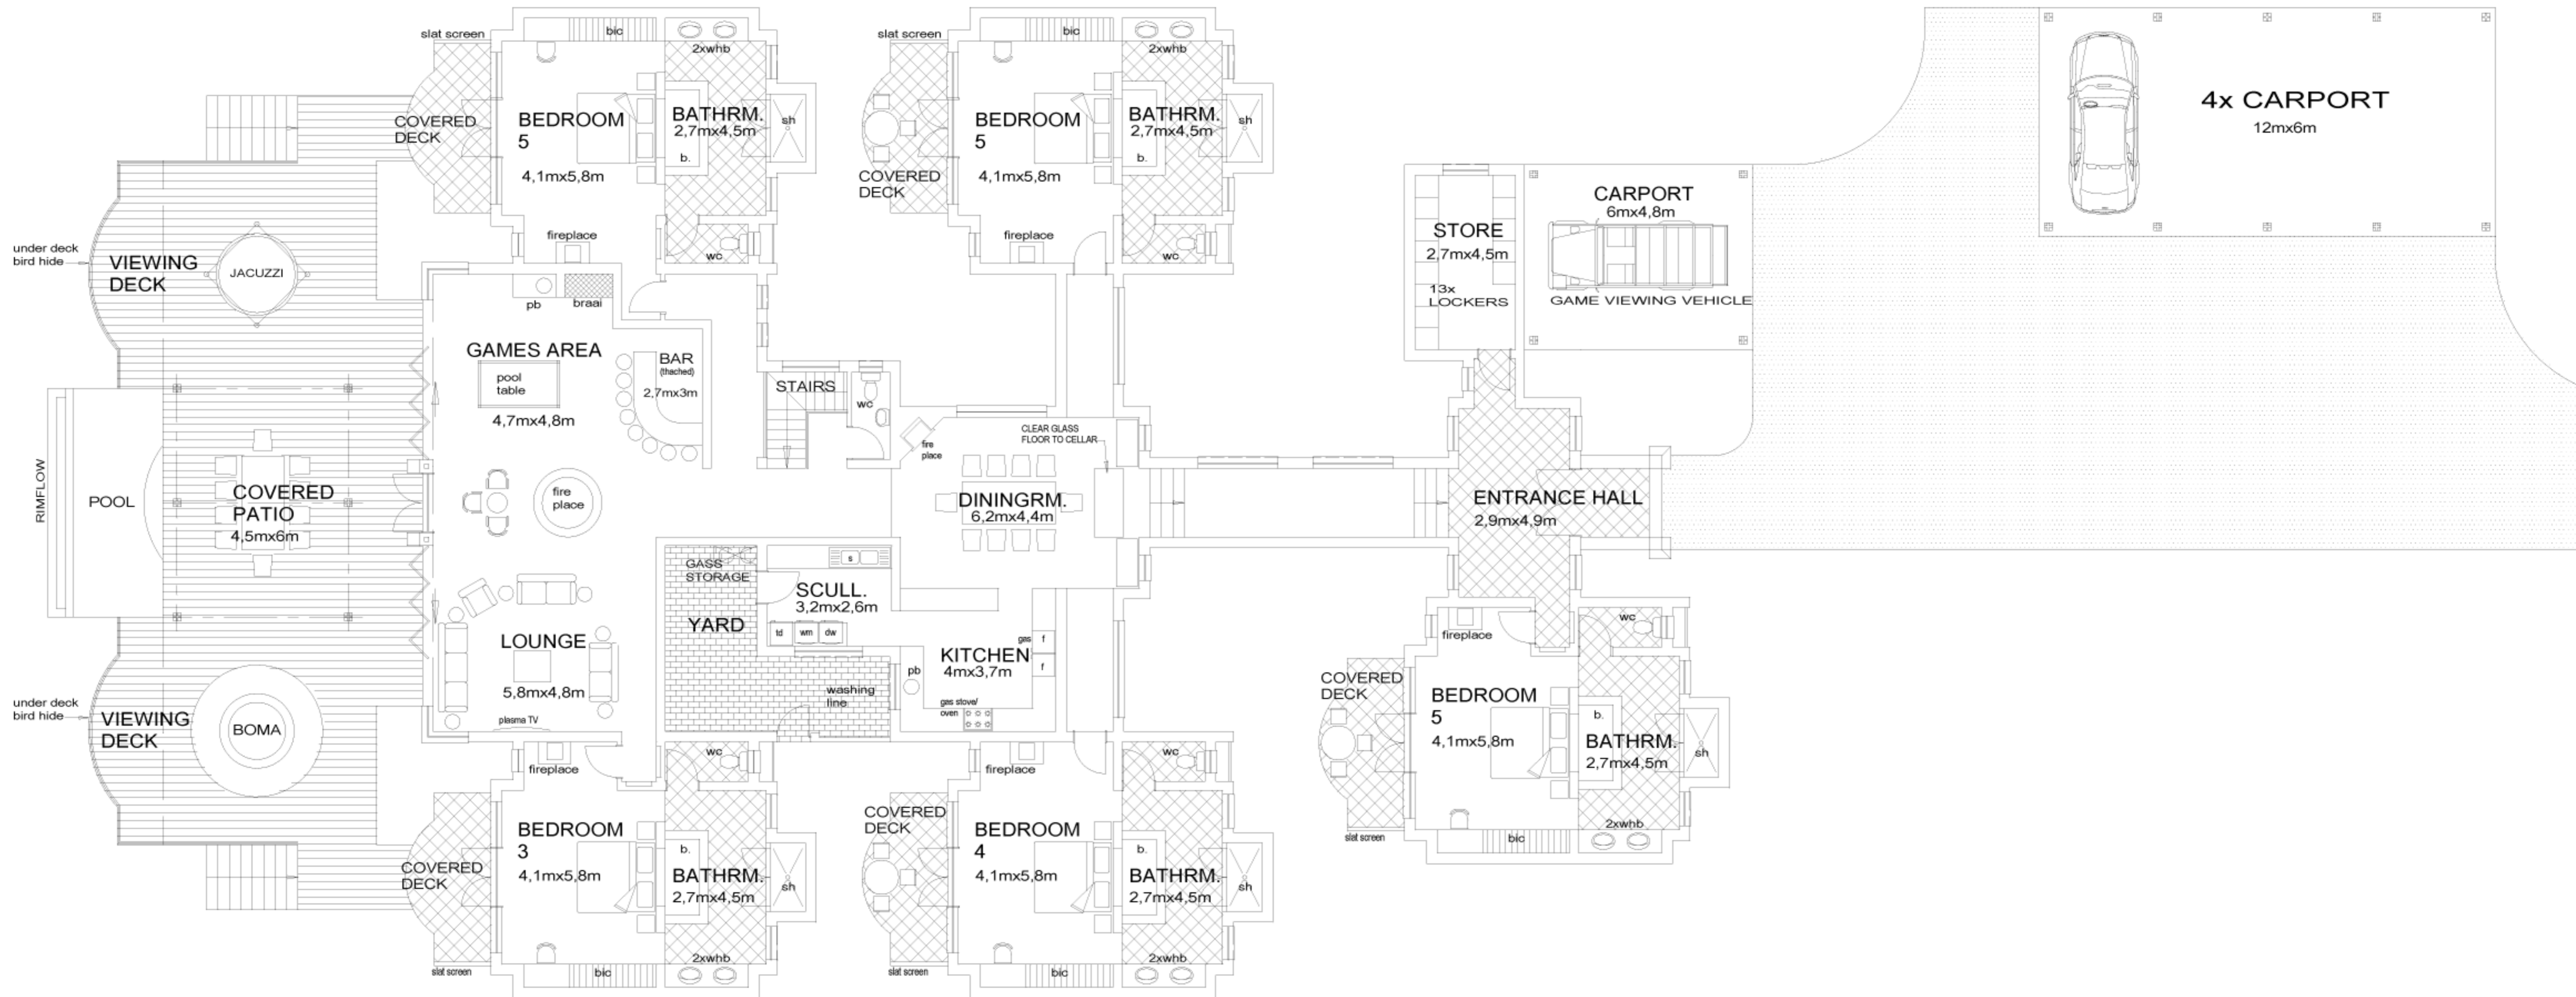 slat screen
bic
2xwhb
COVERED
DECK
BEDROOM
5
4,1mx5,8m
BATHRM.
2,7mx4,5m
sh
b.
fireplace
wc
slat screen
bic
2xwhb
COVERED
DECK
BEDROOM
5
4,1mx5,8m
BATHRM.
2,7mx4,5m
sh
b.
fireplace
wc
4x CARPORT
12mx6m
CARPORT
6mx4,8m
GAME VIEWING VEHICLE
STORE
2,7mx4,5m
13x
LOCKERS
under deck
bird hide
VIEWING
DECK
JACUZZI
pb
braai
GAMES AREA
pool
table
4,7mx4,8m
BAR
(thached)
2,7mx3m
STAIRS
wc
fire
place
CLEAR GLASS
FLOOR TO CELLAR
RIMFLOW
POOL
COVERED
PATIO
4,5mx6m
fire
place
DININGRM.
6,2mx4,4m
ENTRANCE HALL
2,9mx4,9m
GASS
STORAGE
s
SCULL.
3,2mx2,6m
YARD
td
wm
dw
LOUNGE
5,8mx4,8m
plasma TV
washing
line
KITCHEN
4mx3,7m
gas
f
f
pb
gas stove/
oven
under deck
bird hide
VIEWING
DECK
BOMA
fireplace
wc
COVERED
DECK
BEDROOM
3
4,1mx5,8m
b.
BATHRM.
2,7mx4,5m
sh
2xwhb
slat screen
bic
fireplace
wc
COVERED
DECK
BEDROOM
4
4,1mx5,8m
b.
BATHRM.
2,7mx4,5m
sh
2xwhb
slat screen
bic
fireplace
wc
COVERED
DECK
BEDROOM
5
4,1mx5,8m
b.
BATHRM.
2,7mx4,5m
sh
2xwhb
slat screen
bic